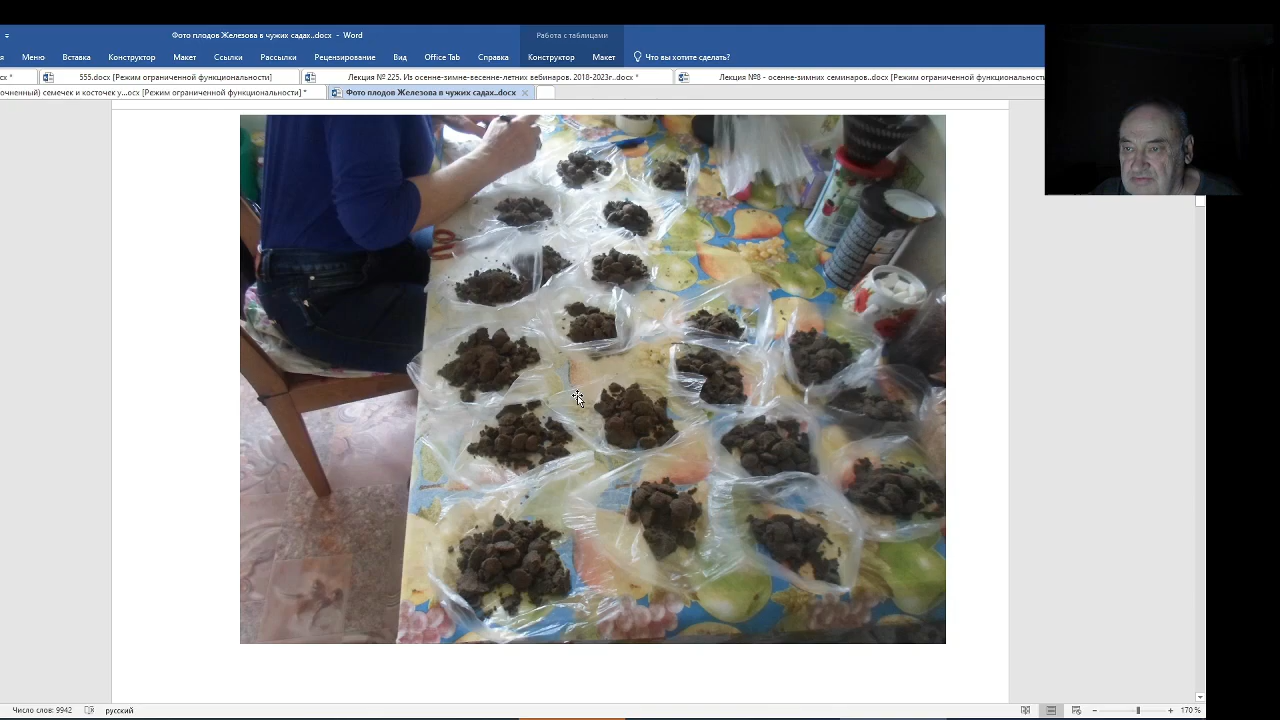 Фото плодов Железова в чужих садах..docx - Word
Работа с таблицами
Меню Вставка Конструктор Макет Ссылки Рассылки Рецензирование Вид Office Tab Справка Конструктор Макет Что вы хотите сделать?
555.docx [Режим ограниченной функциональности] Лекция № 225. Из осенне-зимне-весенне-летних вебинаров. 2018-2023г..docx * Лекция №8 - осенне-зимних семинаров..docx [Режим ограниченной функциональности
семечек и косточек у...ocx [Режим ограниченной функциональности] * Фото плодов Железова в чужих садах..docx
Число слов: 9942 русский 170 %